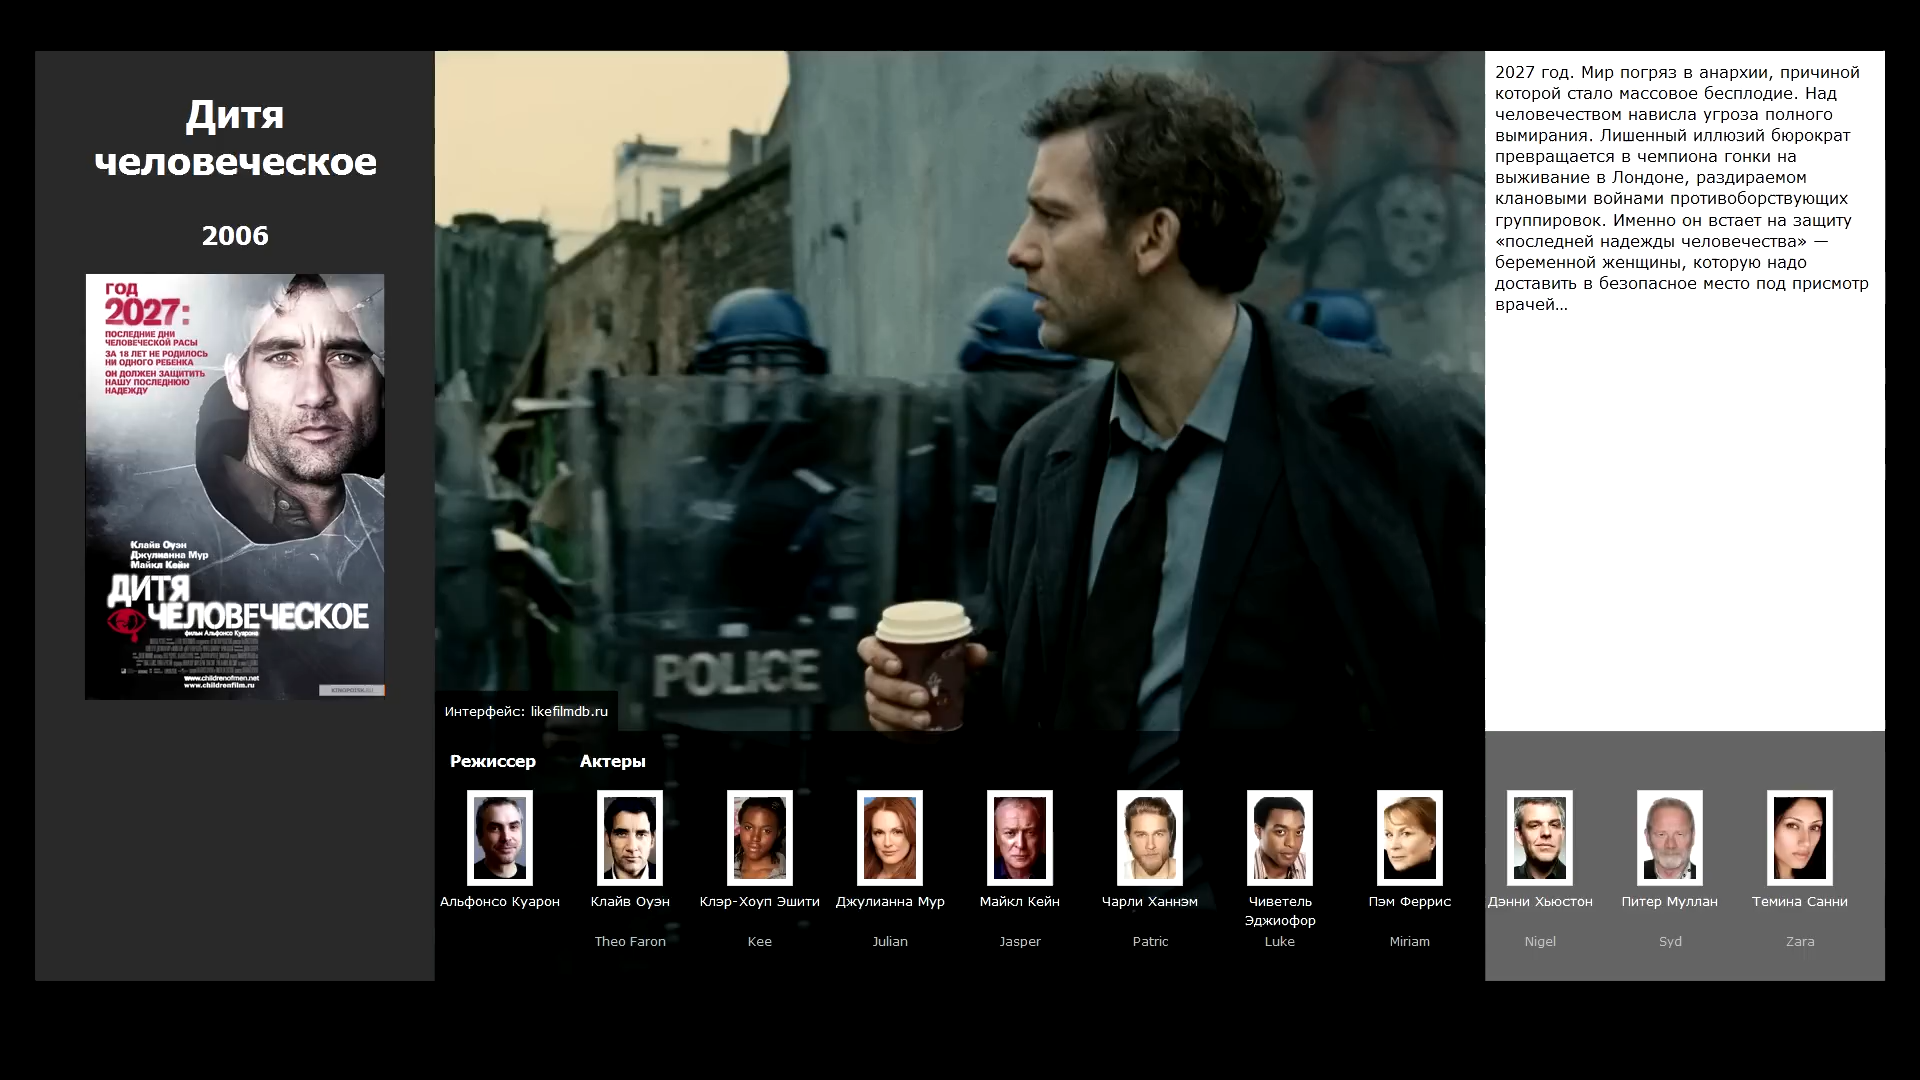 Дитя
человеческое
2006
ГОД
2027:
ПОСЛЕДНИЕ ДНИ
ЧЕЛОВЕЧЕСКОЙ РАСЫ
ЗА 18 ЛЕТ НЕ РОДИЛОСЬ
НИ ОДНОГО РЕБЕНКА
ОН ДОЛЖЕН ЗАЩИТИТЬ
НАШУ ПОСЛЕДНЮЮ
НАДЕЖДУ
Клайв Оуэн
Джулианна Мур
Майкл Кейн
ДИТЯ
ЧЕЛОВЕЧЕСКОЕ
фильм Альфонсо Куарона
www.childrenofmen.net
www.childrenfilm.ru
POLICE
Интерфейс: likefilmdb.ru
2027 год. Мир погряз в анархии, причиной
которой стало массовое бесплодие. Над
человечеством нависла угроза полного
вымирания. Лишенный иллюзий бюрократ
превращается в чемпиона гонки на
выживание в Лондоне, раздираемом
клановыми войнами противоборствующих
группировок. Именно он встает на защиту
«последней надежды человечества» —
беременной женщины, которую надо
доставить в безопасное место под присмотр
врачей…
Режиссер Актеры
Альфонсо Куарон Клайв Оуэн Клэр-Хоуп Эшити Джулианна Мур Майкл Кейн Чарли Ханнэм Чиветель Пэм Феррис Дэнни Хьюстон Питер Муллан Темина Санни
Эджиофор
Theo Faron Kee Julian Jasper Patric Luke Miriam Nigel Syd Zara